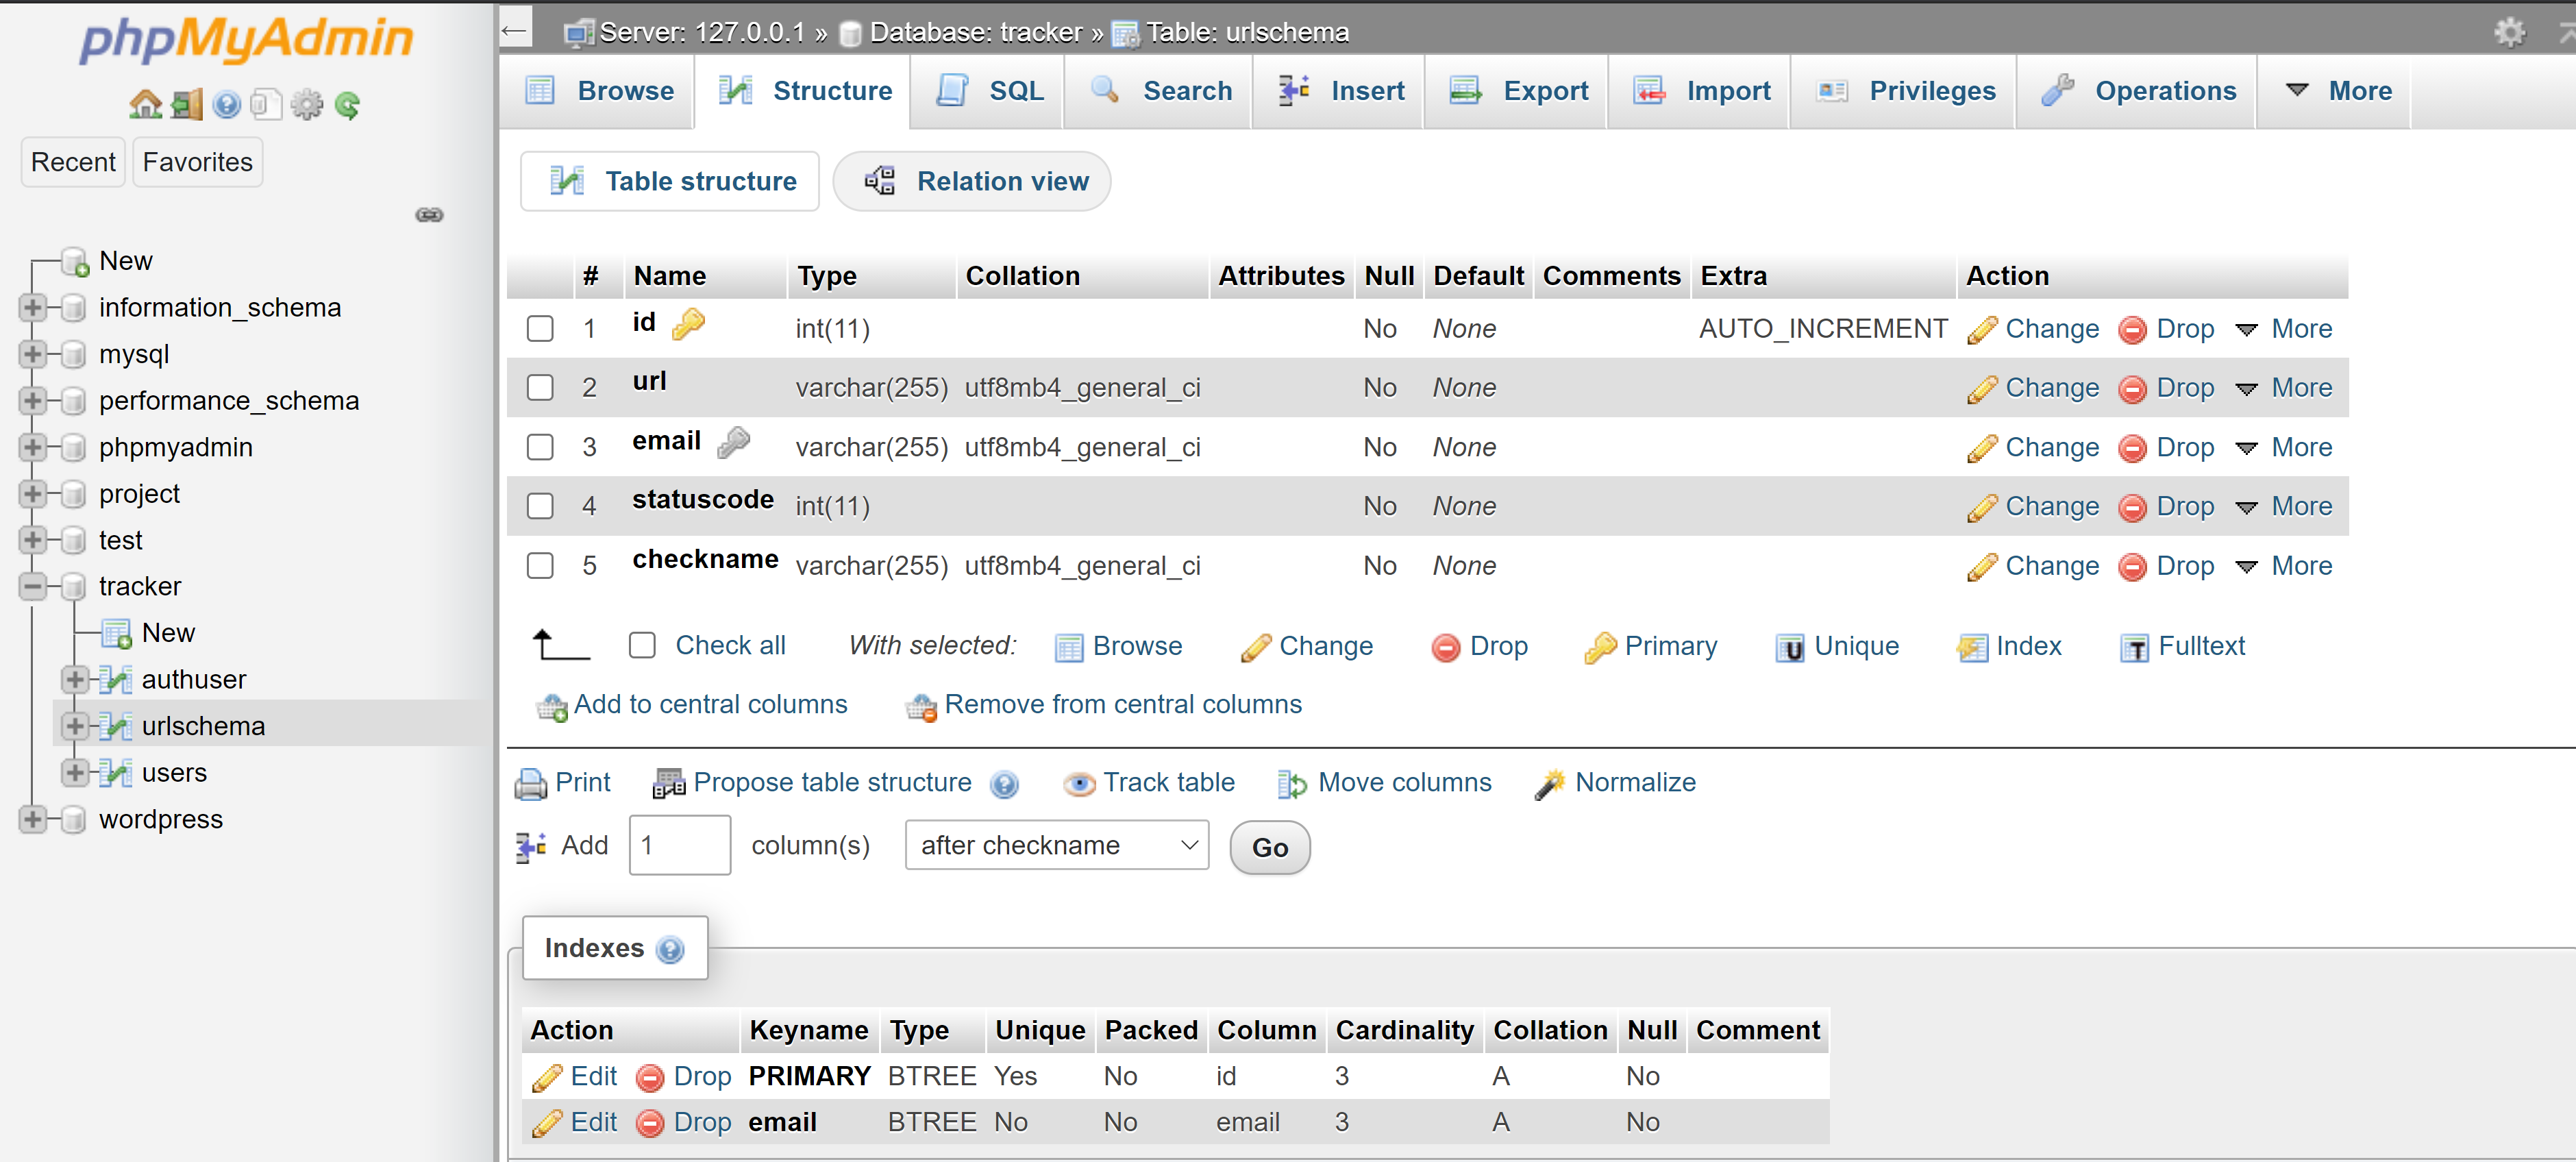 phpMyAdmin
Recent Favorites
New
information_schema
mysql
performance_schema
phpmyadmin
project
test
tracker
New
authuser
urlschema
users
wordpress
Server: 127.0.0.1 » Database: tracker » Table: urlschema
Browse Structure SQL Search Insert Export Import Privileges Operations More
Table structure Relation view
# Name Type Collation Attributes Null Default Comments Extra Action
1 id int(11) No None AUTO_INCREMENT Change Drop More
2 url varchar(255) utf8mb4_general_ci No None Change Drop More
3 email varchar(255) utf8mb4_general_ci No None Change Drop More
4 statuscode int(11) No None Change Drop More
5 checkname varchar(255) utf8mb4_general_ci No None Change Drop More
Check all With selected: Browse Change Drop Primary Unique Index Fulltext
Add to central columns Remove from central columns
Print Propose table structure Track table Move columns Normalize
Add 1 column(s) after checkname Go
Indexes
Action Keyname Type Unique Packed Column Cardinality Collation Null Comment
Edit Drop PRIMARY BTREE Yes No id 3 A No
Edit Drop email BTREE No No email 3 A No